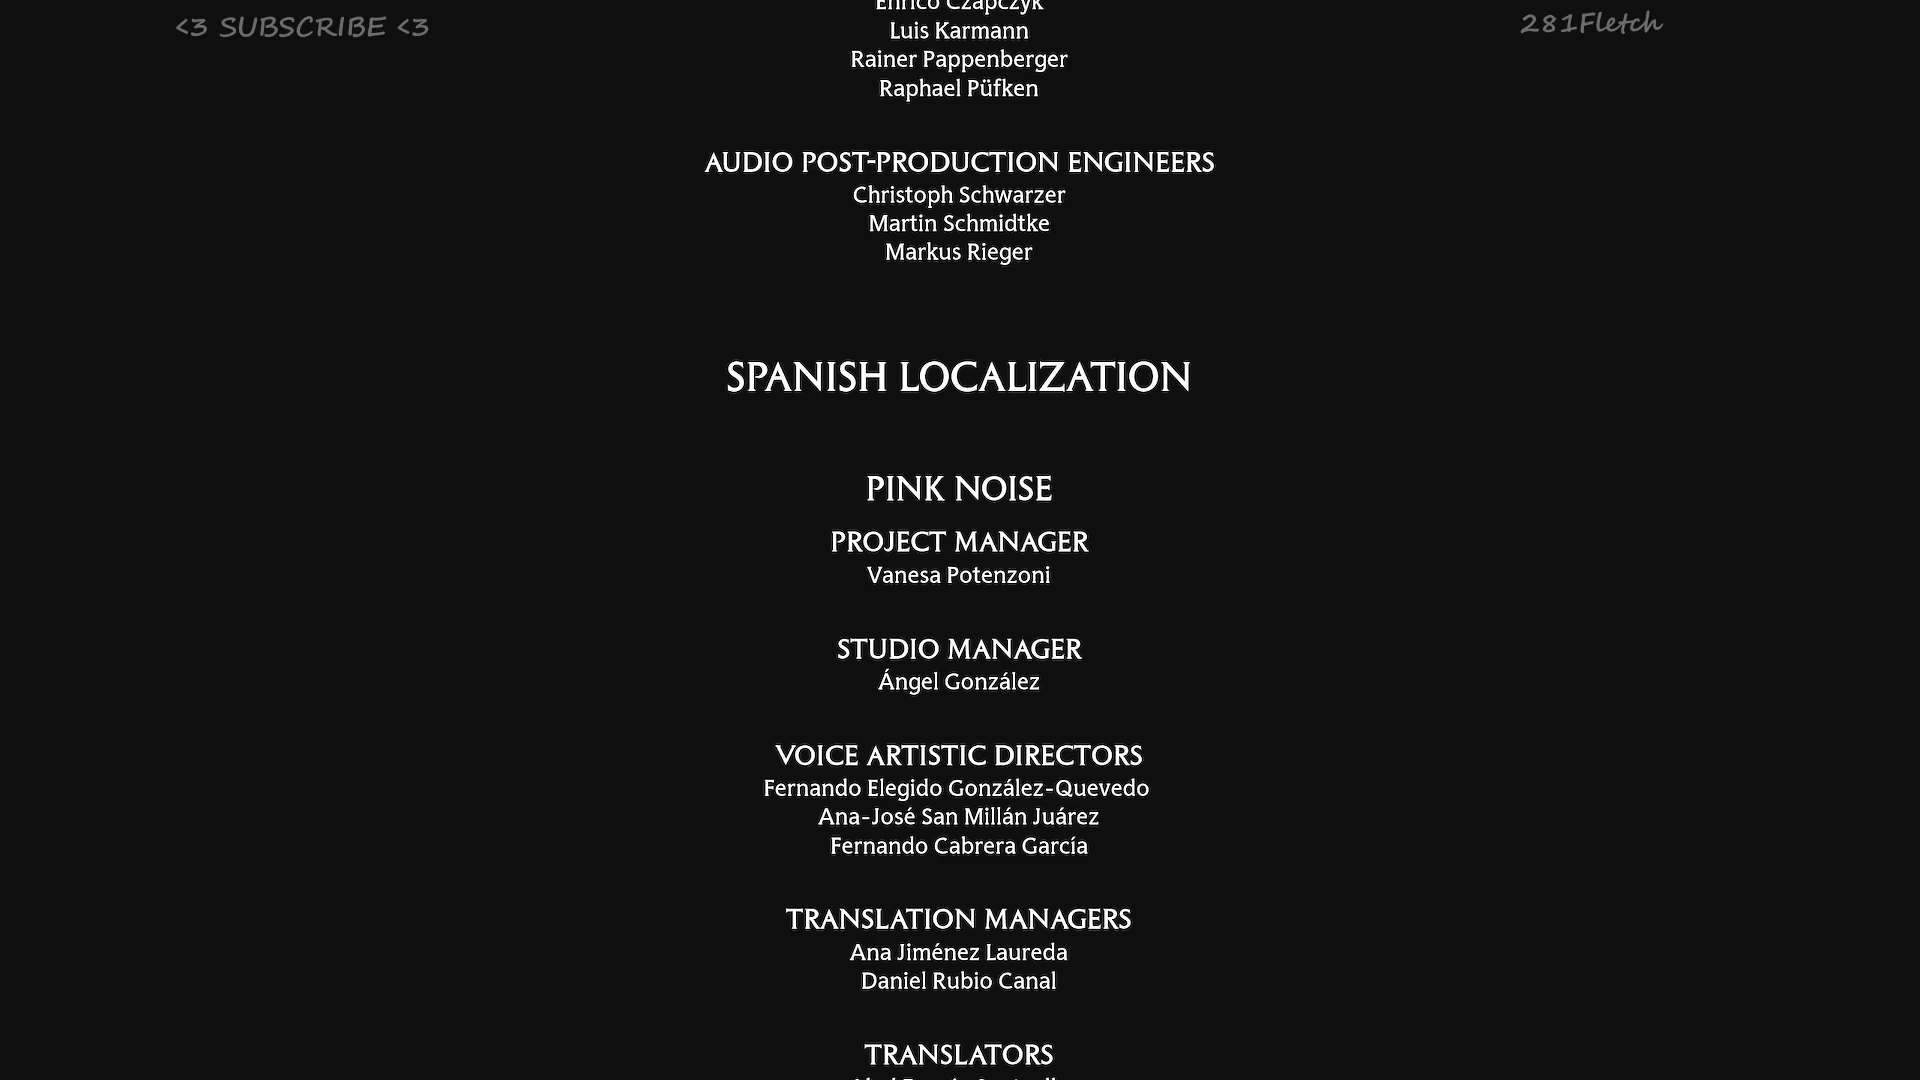 Enrico Czapczyk
<3 SUBSCRIBE <3
281Fletch
Luis Karmann
Rainer Pappenberger
Raphael Püfken
AUDIO POST-PRODUCTION ENGINEERS
Christoph Schwarzer
Martin Schmidtke
Markus Rieger
SPANISH LOCALIZATION
PINK NOISE
PROJECT MANAGER
Vanesa Potenzoni
STUDIO MANAGER
Ángel González
VOICE ARTISTIC DIRECTORS
Fernando Elegido González-Quevedo
Ana-José San Millán Juárez
Fernando Cabrera García
TRANSLATION MANAGERS
Ana Jiménez Laureda
Daniel Rubio Canal
TRANSLATORS